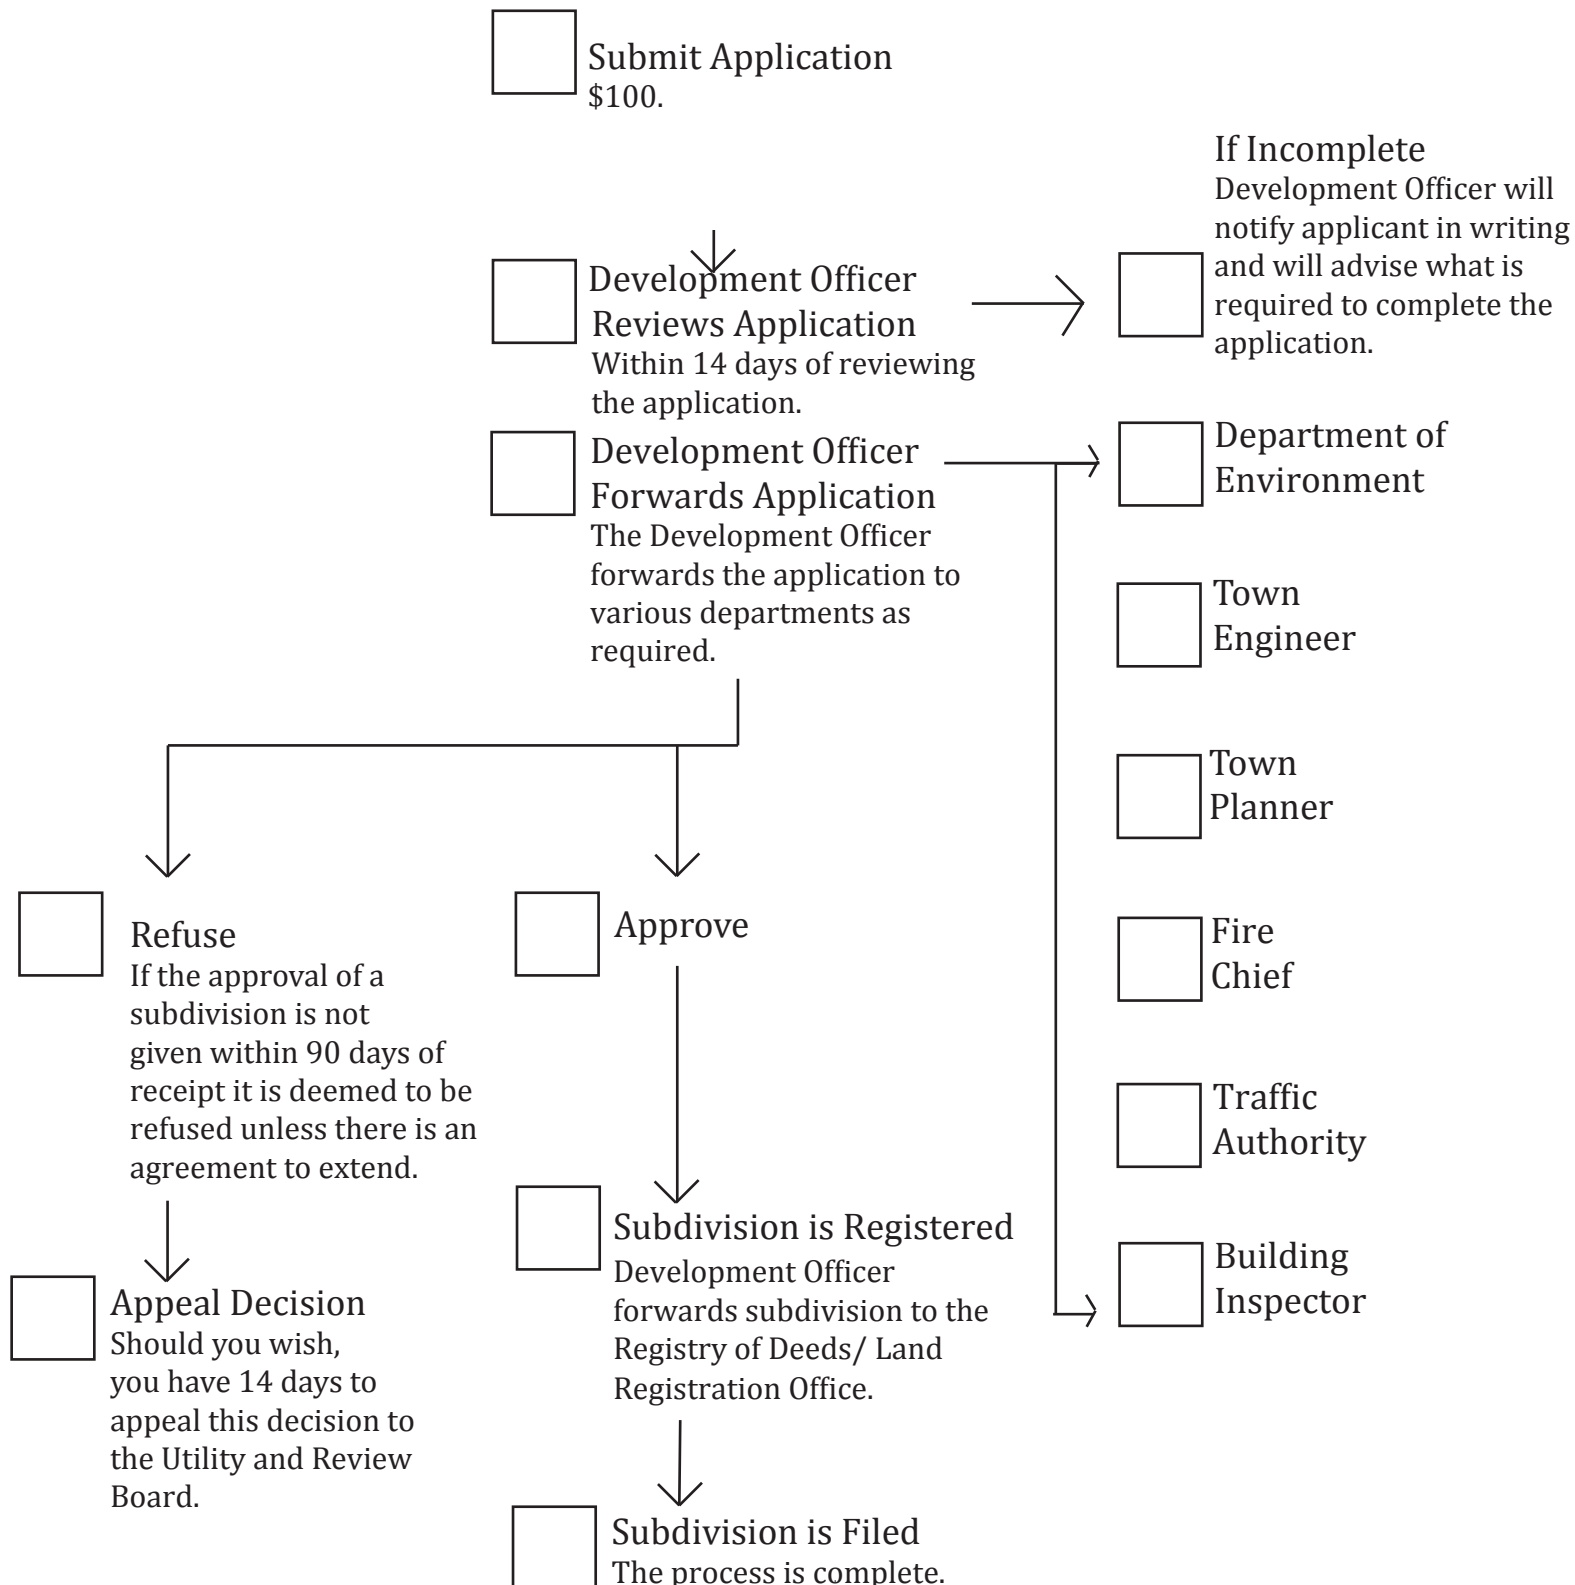 Submit Application
$100.
If Incomplete
Development Officer will
notify applicant in writing
and will advise what is
required to complete the
application.
Development Officer
Reviews Application
Within 14 days of reviewing
the application.
Development Officer
Forwards Application
The Development Officer
forwards the application to
various departments as
required.
Department of
Environment
Town
Engineer
Town
Planner
Fire
Chief
Traffic
Authority
Building
Inspector
Refuse
If the approval of a
subdivision is not
given within 90 days of
receipt it is deemed to be
refused unless there is an
agreement to extend.
Appeal Decision
Should you wish,
you have 14 days to
appeal this decision to
the Utility and Review
Board.
Approve
Subdivision is Registered
Development Officer
forwards subdivision to the
Registry of Deeds/ Land
Registration Office.
Subdivision is Filed
The process is complete.